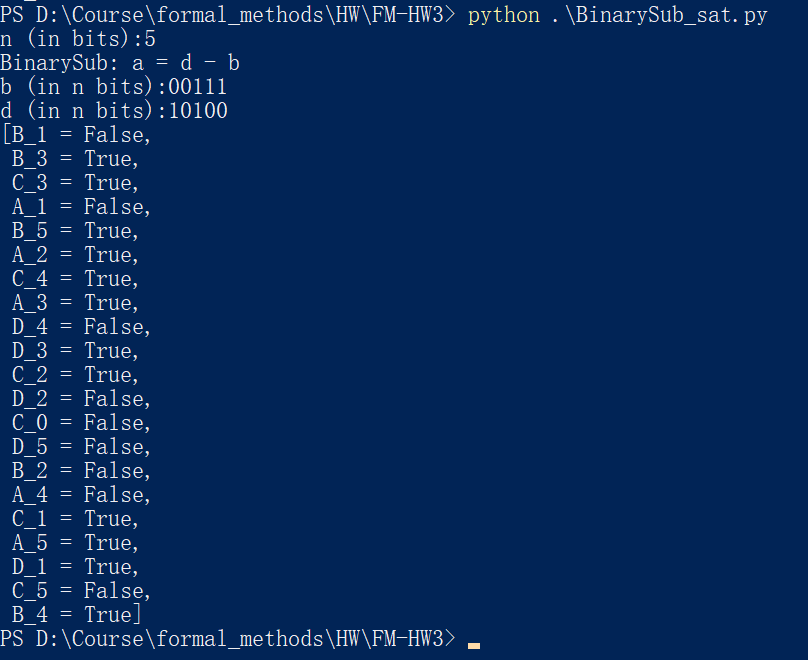 PS D:\Course\formal_methods\HW\FM-HW3> python .\BinarySub_sat.py
n (in bits):5
BinarySub: a = d - b
b (in n bits):00111
d (in n bits):10100
[B_1 = False,
 B_3 = True,
 C_3 = True,
 A_1 = False,
 B_5 = True,
 A_2 = True,
 C_4 = True,
 A_3 = True,
 D_4 = False,
 D_3 = True,
 C_2 = True,
 D_2 = False,
 C_0 = False,
 D_5 = False,
 B_2 = False,
 A_4 = False,
 C_1 = True,
 A_5 = True,
 D_1 = True,
 C_5 = False,
 B_4 = True]
PS D:\Course\formal_methods\HW\FM-HW3>